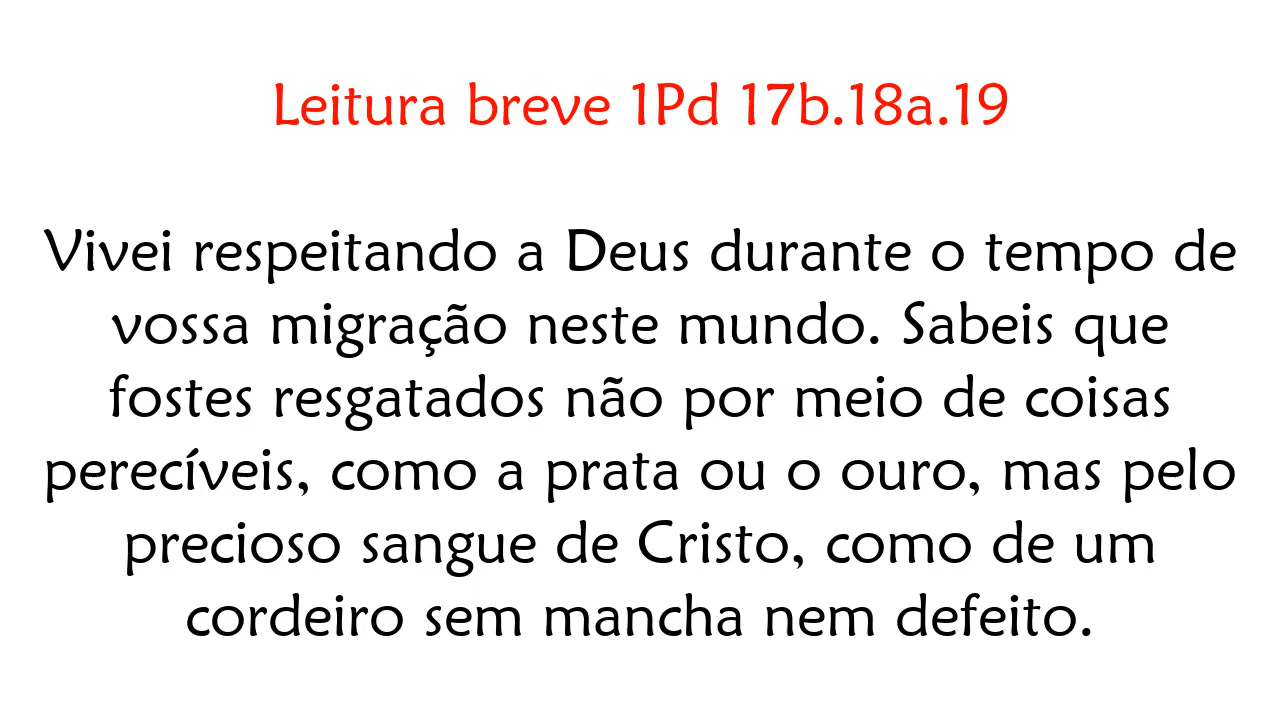 Leitura breve 1Pd 17b.18a.19
Vivei respeitando a Deus durante o tempo de
vossa migração neste mundo. Sabeis que
fostes resgatados não por meio de coisas
perecíveis, como a prata ou o ouro, mas pelo
precioso sangue de Cristo, como de um
cordeiro sem mancha nem defeito.